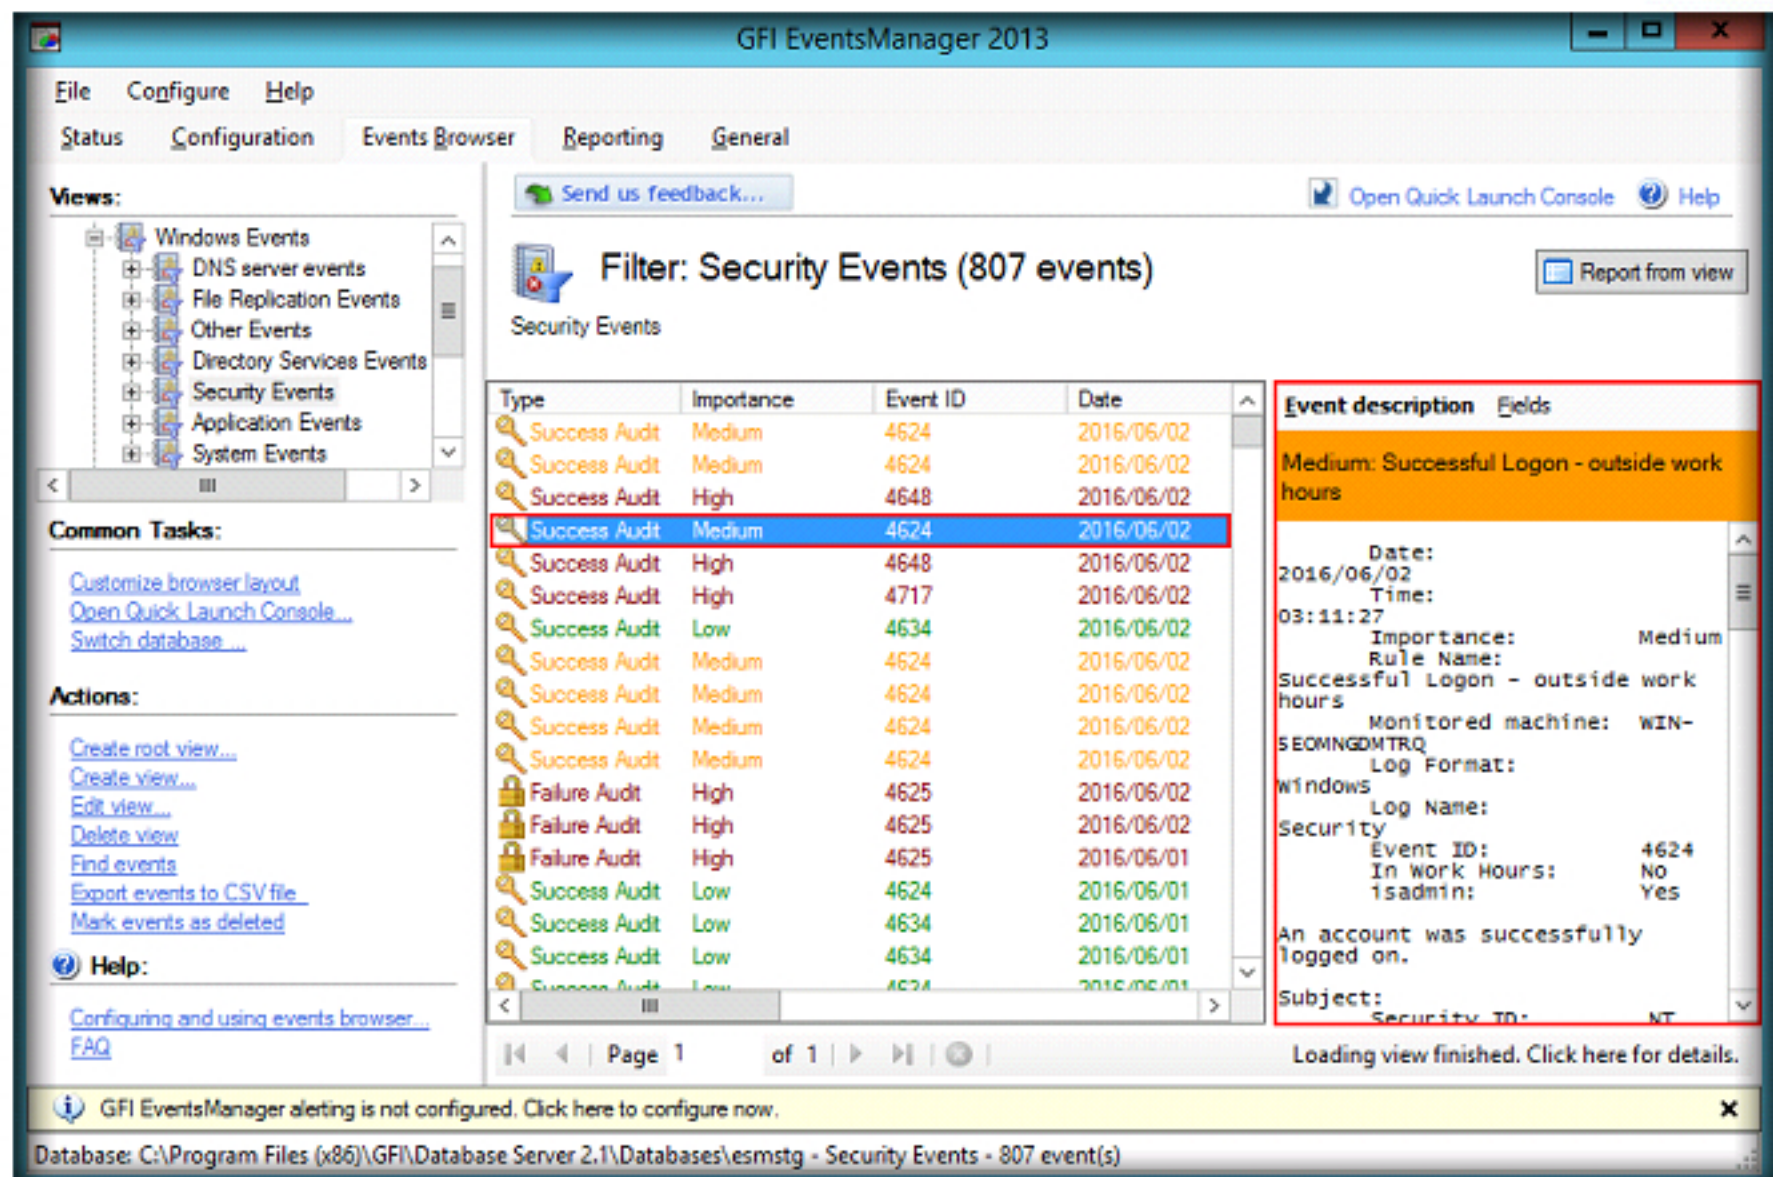 GFI EventsManager 2013
File Configure Help
Status Configuration Events Browser Reporting General
Views:
Windows Events
DNS server events
File Replication Events
Other Events
Directory Services Events
Security Events
Application Events
System Events
Common Tasks:
Customize browser layout
Open Quick Launch Console...
Switch database ...
Actions:
Create root view...
Create view...
Edit view...
Delete view
Find events
Export events to CSV file
Mark events as deleted
Help:
Configuring and using events browser...
FAQ
Send us feedback...
Open Quick Launch Console Help
Filter: Security Events (807 events)
Report from view
Security Events
Type Importance Event ID Date
Success Audit Medium 4624 2016/06/02
Success Audit Medium 4624 2016/06/02
Success Audit High 4648 2016/06/02
Success Audit Medium 4624 2016/06/02
Success Audit High 4648 2016/06/02
Success Audit High 4717 2016/06/02
Success Audit Low 4634 2016/06/02
Success Audit Medium 4624 2016/06/02
Success Audit Medium 4624 2016/06/02
Success Audit Medium 4624 2016/06/02
Success Audit Medium 4624 2016/06/02
Failure Audit High 4625 2016/06/02
Failure Audit High 4625 2016/06/02
Failure Audit High 4625 2016/06/01
Success Audit Low 4624 2016/06/01
Success Audit Low 4634 2016/06/01
Success Audit Low 4634 2016/06/01
Success Audit Low 4634 2016/06/01
Page 1 of 1
Event description Fields
Medium: Successful Logon - outside work
hours
Date:
2016/06/02
Time:
03:11:27
Importance: Medium
Rule Name:
Successful Logon - outside work
hours
Monitored machine: WIN-
SEOMNGDMTRQ
Log Format:
Windows
Log Name:
Security
Event ID: 4624
In Work Hours: No
isadmin: Yes
An account was successfully
logged on.
Subject:
Security ID: NT
Loading view finished. Click here for details.
GFI EventsManager alerting is not configured. Click here to configure now.
Database: C:\Program Files (x86)\GFI\Database Server 2.1\Databases\esmstg - Security Events - 807 event(s)